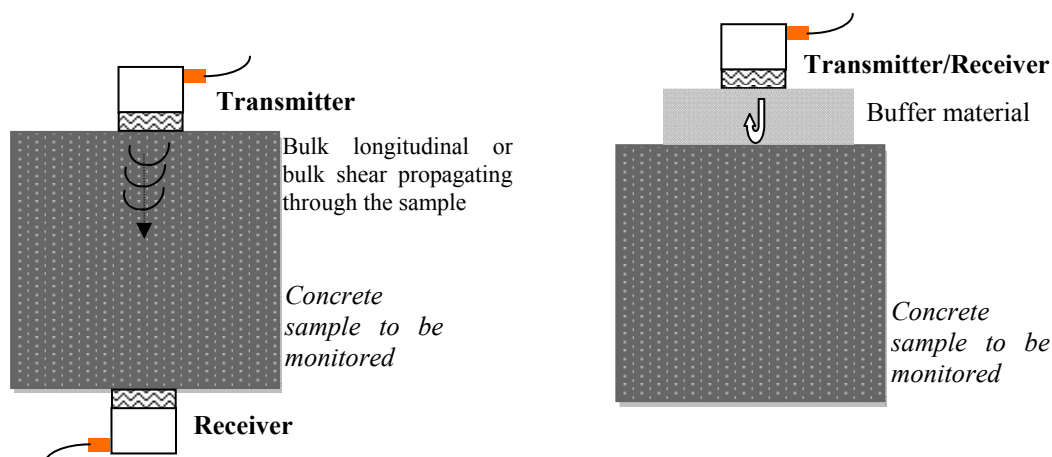 Transmitter
Bulk longitudinal or
bulk shear propagating
through the sample
Concrete
sample to be
monitored
Receiver
Transmitter/Receiver
Buffer material
Concrete
sample to be
monitored